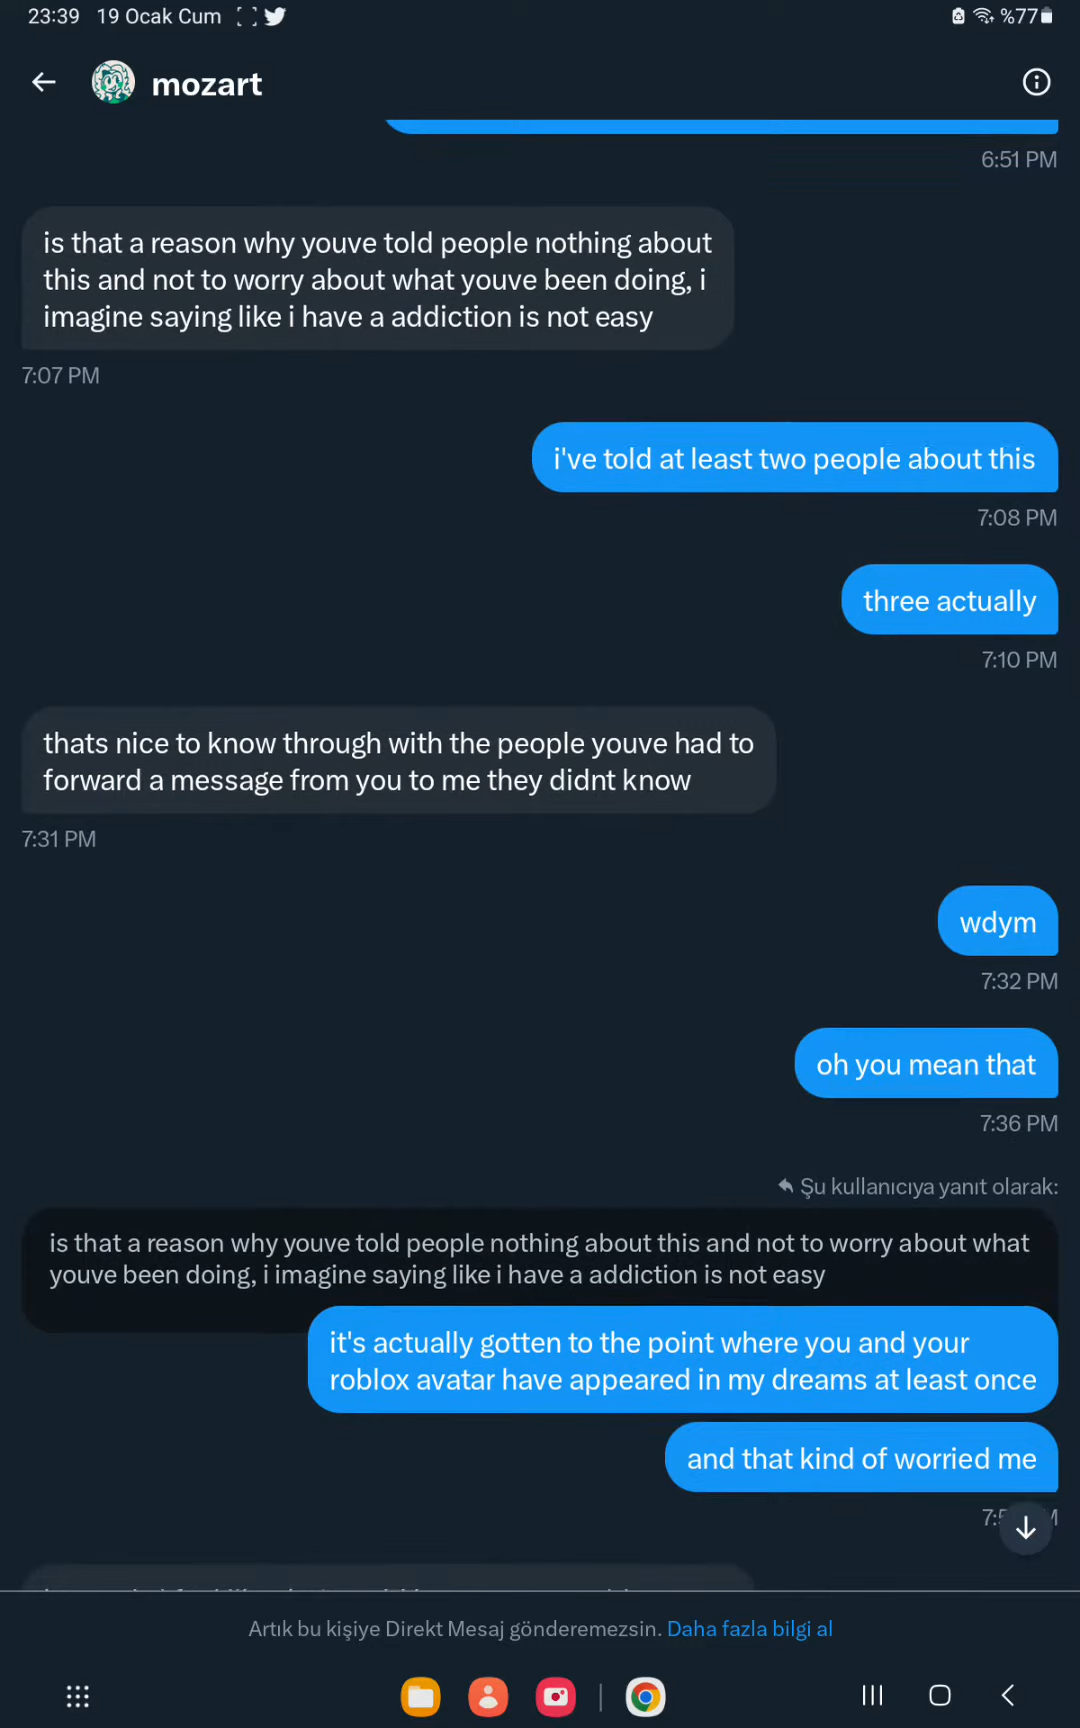 23:39 19 Ocak Cum %77
mozart
6:51 PM
is that a reason why youve told people nothing about
this and not to worry about what youve been doing, i
imagine saying like i have a addiction is not easy
7:07 PM
i've told at least two people about this
7:08 PM
three actually
7:10 PM
thats nice to know through with the people youve had to
forward a message from you to me they didnt know
7:31 PM
wdym
7:32 PM
oh you mean that
7:36 PM
Şu kullanıcıya yanıt olarak:
is that a reason why youve told people nothing about this and not to worry about what
youve been doing, i imagine saying like i have a addiction is not easy
it's actually gotten to the point where you and your
roblox avatar have appeared in my dreams at least once
and that kind of worried me
Artık bu kişiye Direkt Mesaj gönderemezsin. Daha fazla bilgi al